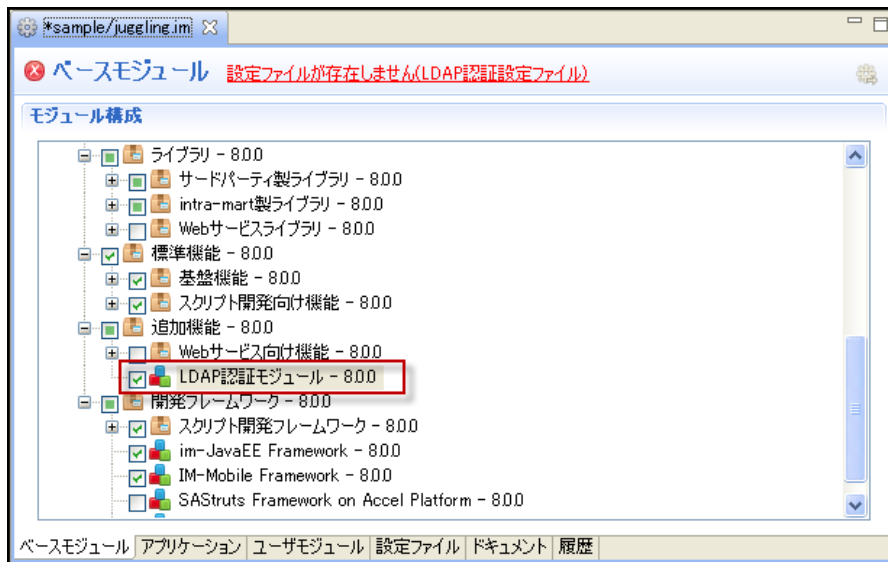 *sample/juggling.im
ベースモジュール 設定ファイルが存在しません(LDAP認証設定ファイル)
モジュール構成
ライブラリ - 8.0.0
サードパーティ製ライブラリ - 8.0.0
intra-mart製ライブラリ - 8.0.0
Webサービスライブラリ - 8.0.0
標準機能 - 8.0.0
基盤機能 - 8.0.0
スクリプト開発向け機能 - 8.0.0
追加機能 - 8.0.0
Webサービス向け機能 - 8.0.0
LDAP認証モジュール - 8.0.0
開発フレームワーク - 8.0.0
スクリプト開発フレームワーク - 8.0.0
im-JavaEE Framework - 8.0.0
IM-Mobile Framework - 8.0.0
SAStruts Framework on Accel Platform - 8.0.0
ベースモジュール アプリケーション ユーザモジュール 設定ファイル ドキュメント 履歴